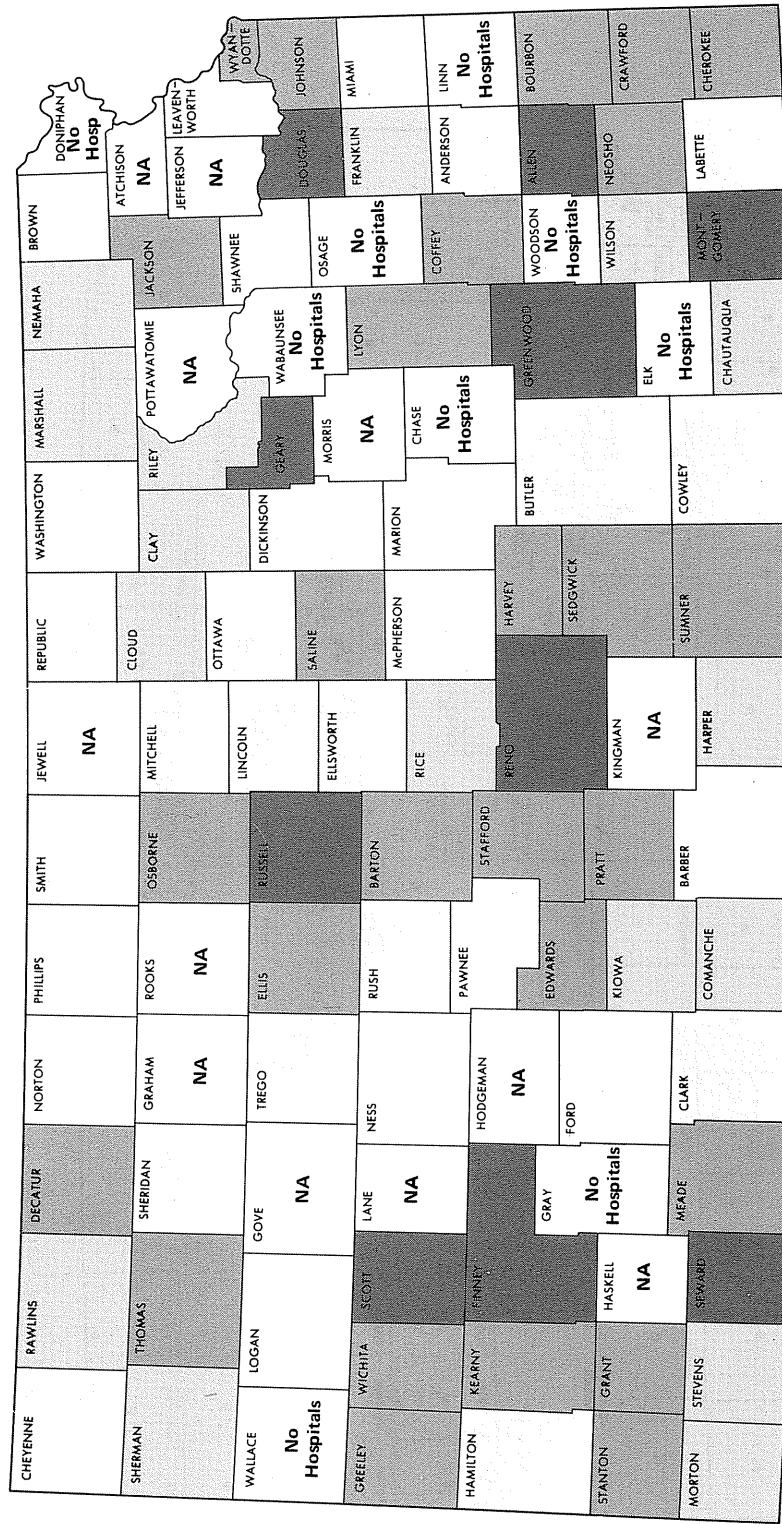 CHEYENNE
RAWLINS
DECATUR
NORTON
PHILLIPS
SMITH
JEWELL
NA
REPUBLIC
WASHINGTON
MARSHALL
NEMAHA
BROWN
DONIPHAN
No
Hosp
SHERMAN
THOMAS
SHERIDAN
GRAHAM
NA
ROOKS
NA
OSBORNE
MITCHELL
CLOUD
CLAY
RILEY
POTTAWATOMIE
NA
JACKSON
ATCHISON
NA
JEFFERSON
NA
LEAVEN-
WORTH
WYAN-
DOTTE
WALLACE
No
Hospitals
LOGAN
GOVE
NA
TREGO
ELLIS
RUSSELL
LINCOLN
OTTAWA
DICKINSON
GEARY
WABAUNSEE
No
Hospitals
SHAWNEE
DOUGLAS
JOHNSON
GREELEY
WICHITA
SCOTT
LANE
NA
NESS
RUSH
BARTON
ELLSWORTH
SALINE
MORRIS
NA
LYON
OSAGE
No
Hospitals
FRANKLIN
MIAMI
HAMILTON
KEARNY
FINNEY
HODGEMAN
NA
PAWNEE
STAFFORD
RICE
McPHERSON
MARION
CHASE
No
Hospitals
COFFEY
ANDERSON
LINN
No
Hospitals
GRAY
No
Hospitals
FORD
EDWARDS
RENO
HARVEY
BUTLER
GREENWOOD
WOODSON
No
Hospitals
ALLEN
BOURBON
STANTON
GRANT
HASKELL
NA
KIOWA
PRATT
KINGMAN
NA
SEDGWICK
ELK
No
Hospitals
WILSON
NEOSHO
CRAWFORD
MORTON
STEVENS
SEWARD
MEADE
CLARK
COMANCHE
BARBER
HARPER
SUMNER
COWLEY
CHAUTAUQUA
MONT-
GOMERY
LABETTE
CHEROKEE